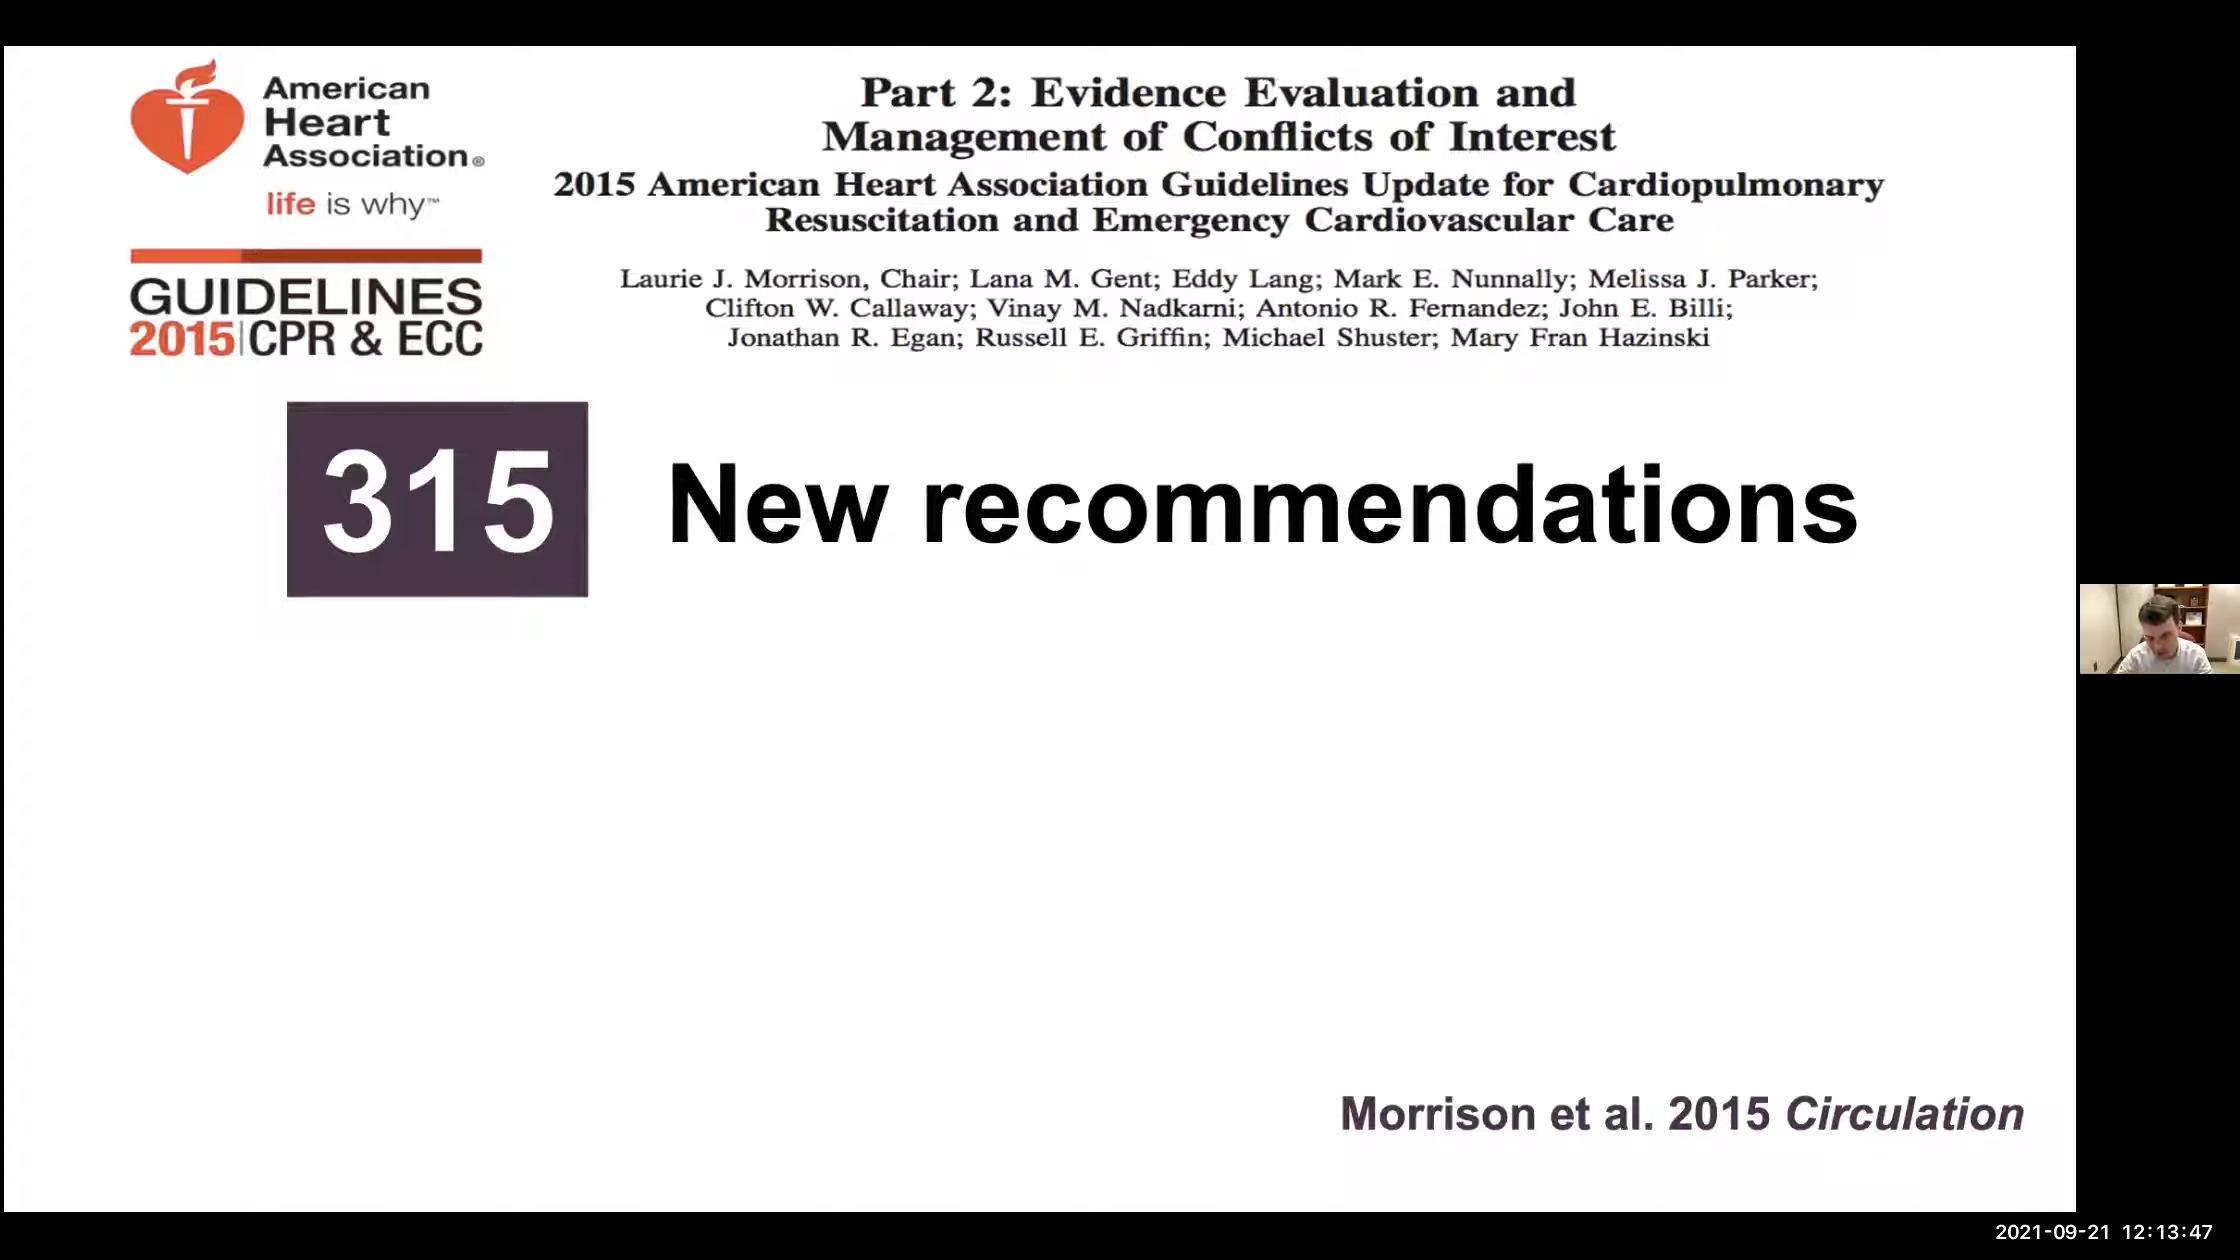 American
Heart
Association®
life is why™
GUIDELINES
2015|CPR & ECC
Part 2: Evidence Evaluation and
Management of Conflicts of Interest
2015 American Heart Association Guidelines Update for Cardiopulmonary
Resuscitation and Emergency Cardiovascular Care
Laurie J. Morrison, Chair; Lana M. Gent; Eddy Lang; Mark E. Nunnally; Melissa J. Parker;
Clifton W. Callaway; Vinay M. Nadkarni; Antonio R. Fernandez; John E. Billi;
Jonathan R. Egan; Russell E. Griffin; Michael Shuster; Mary Fran Hazinski
315 New recommendations
Morrison et al. 2015 Circulation
2021-09-21 12:13:47